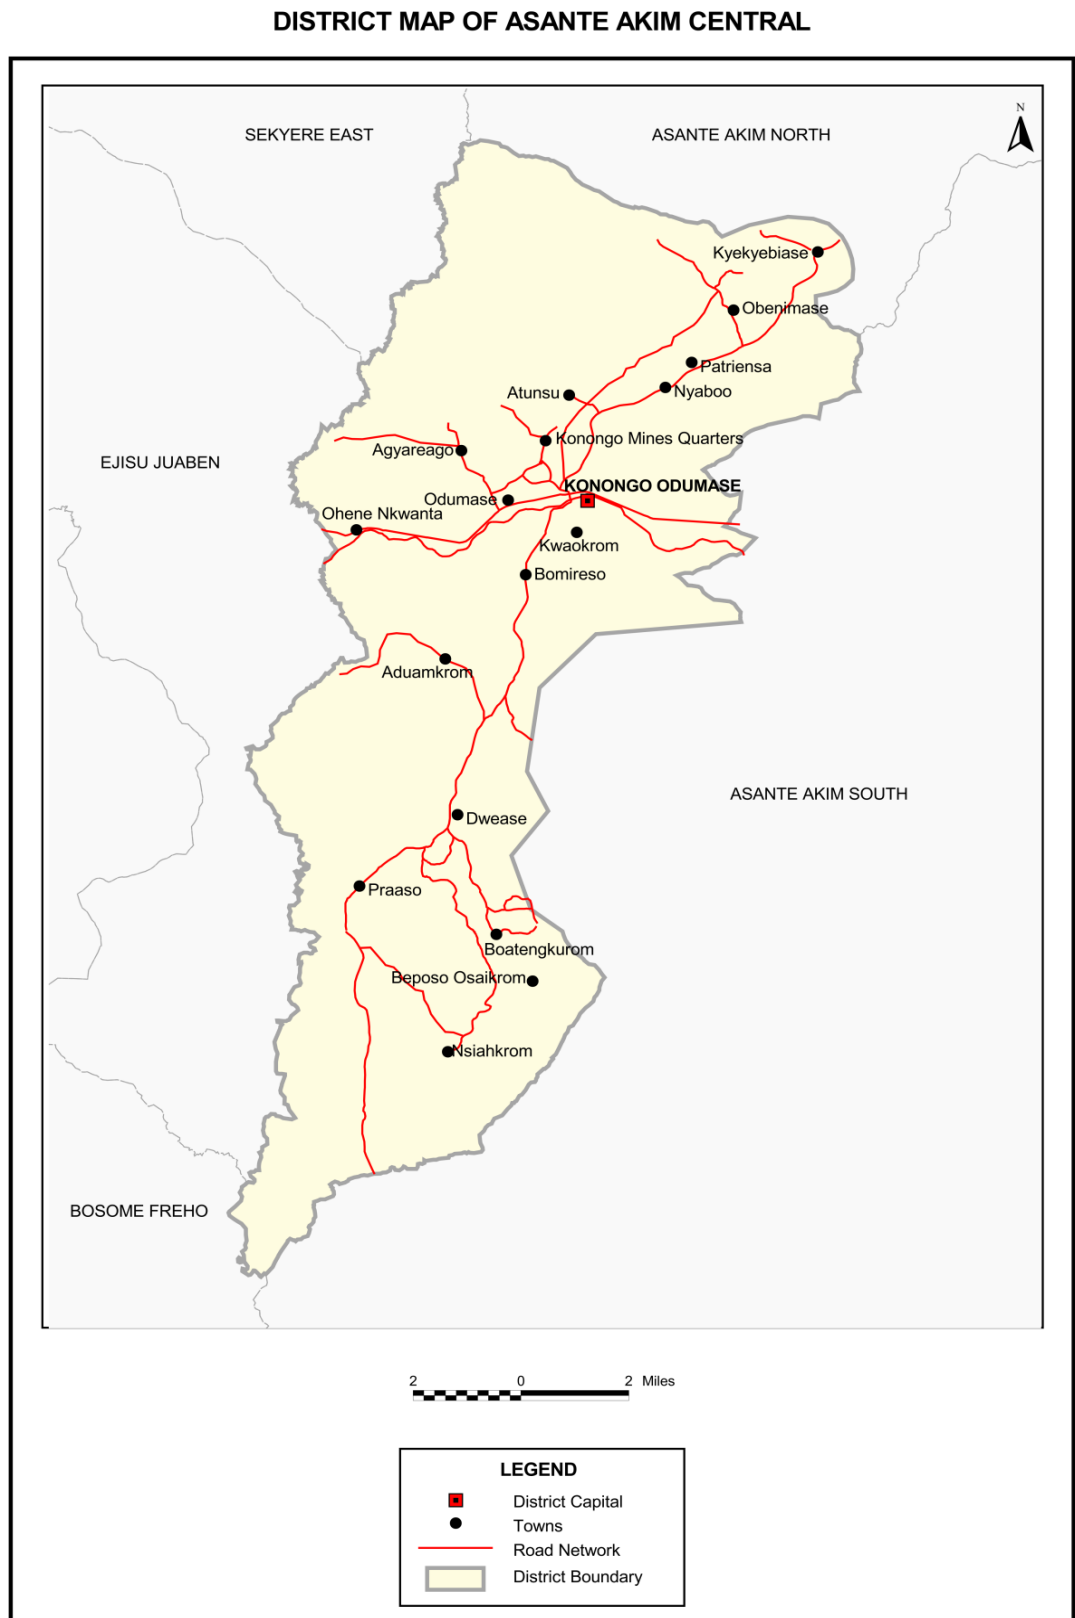 DISTRICT MAP OF ASANTE AKIM CENTRAL
N
SEKYERE EAST
ASANTE AKIM NORTH
Kyekyebiase
Obenimase
Patriensa
Nyaboo
Atunsu
Konongo Mines Quarters
Agyareago
EJISU JUABEN
KONONGO ODUMASE
Odumase
Ohene Nkwanta
Kwaokrom
Bomireso
Aduamkrom
ASANTE AKIM SOUTH
Dwease
Praaso
Boatengkurom
Beposo Osaikrom
Nsiahkrom
BOSOME FREHO
2 0 2 Miles
LEGEND
District Capital
Towns
Road Network
District Boundary